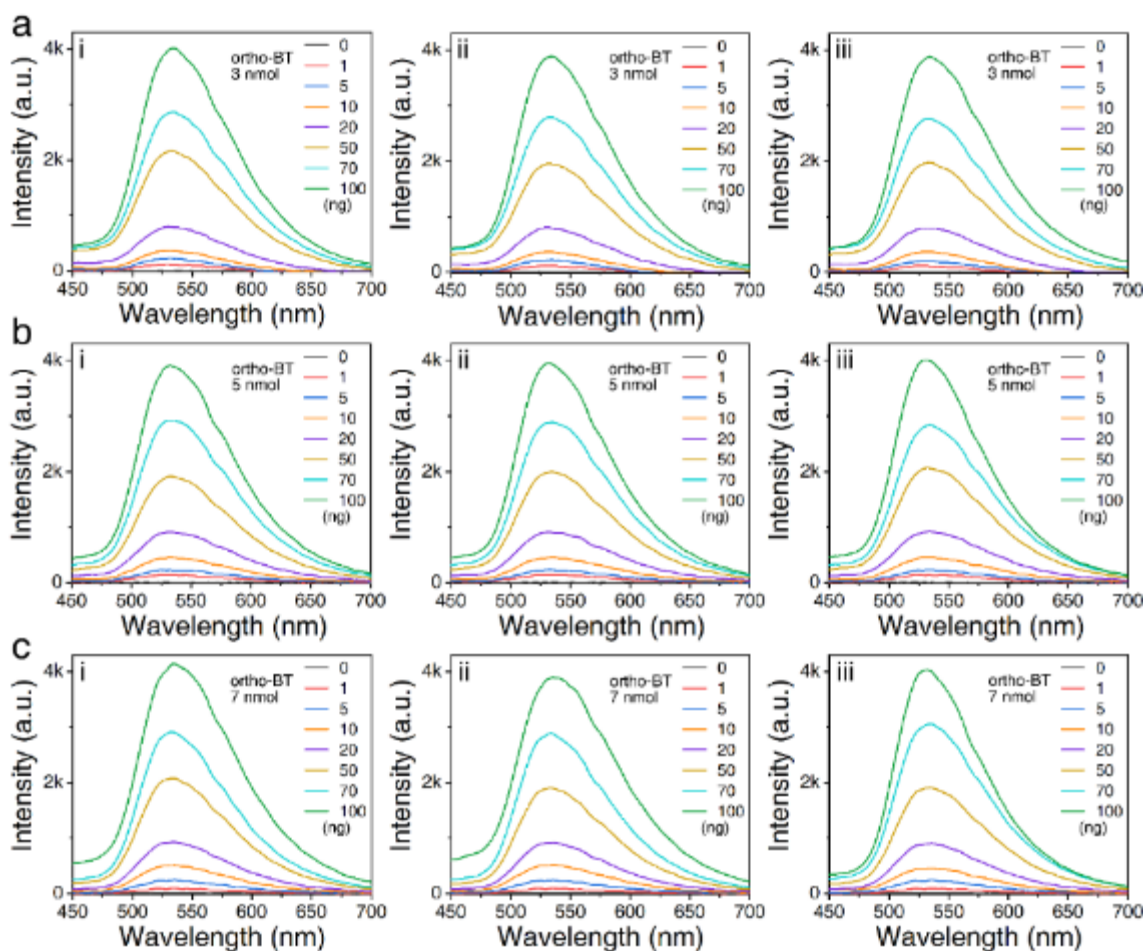 a
i
ortho-BT
3 nmol
0
1
5
10
20
50
70
100
(ng)
4k
2k
0
Intensity (a.u.)
450 500 550 600 650 700
Wavelength (nm)
ii
ortho-BT
3 nmol
0
1
5
10
20
50
70
100
(ng)
4k
2k
0
Intensity (a.u.)
450 500 550 600 650 700
Wavelength (nm)
iii
ortho-BT
3 nmol
0
1
5
10
20
50
70
100
(ng)
4k
2k
0
Intensity (a.u.)
450 500 550 600 650 700
Wavelength (nm)
b
i
ortho-BT
5 nmol
0
1
5
10
20
50
70
100
(ng)
4k
2k
0
Intensity (a.u.)
450 500 550 600 650 700
Wavelength (nm)
ii
ortho-BT
5 nmol
0
1
5
10
20
50
70
100
(ng)
4k
2k
0
Intensity (a.u.)
450 500 550 600 650 700
Wavelength (nm)
iii
ortho-BT
5 nmol
0
1
5
10
20
50
70
100
(ng)
4k
2k
0
Intensity (a.u.)
450 500 550 600 650 700
Wavelength (nm)
c
i
ortho-BT
7 nmol
0
1
5
10
20
50
70
100
(ng)
4k
2k
0
Intensity (a.u.)
450 500 550 600 650 700
Wavelength (nm)
ii
ortho-BT
7 nmol
0
1
5
10
20
50
70
100
(ng)
4k
2k
0
Intensity (a.u.)
450 500 550 600 650 700
Wavelength (nm)
iii
ortho-BT
7 nmol
0
1
5
10
20
50
70
100
(ng)
4k
2k
0
Intensity (a.u.)
450 500 550 600 650 700
Wavelength (nm)